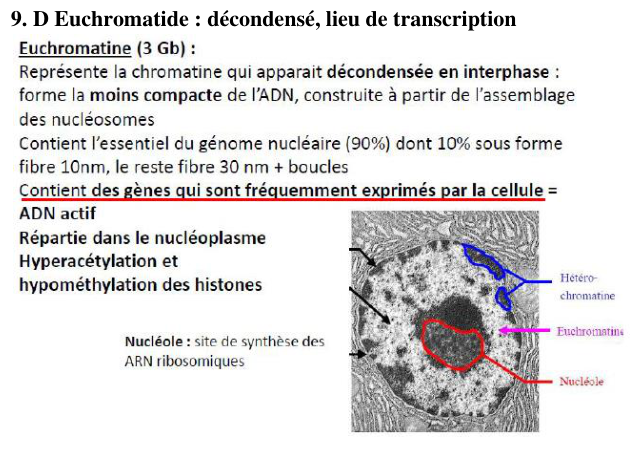 9. D Euchromatide : décondensé, lieu de transcription
Euchromatine (3 Gb) :
Représente la chromatine qui apparait décondensée en interphase :
forme la moins compacte de l’ADN, construite à partir de l’assemblage
des nucléosomes
Contient l’essentiel du génome nucléaire (90%) dont 10% sous forme
fibre 10nm, le reste fibre 30 nm + boucles
Contient des gènes qui sont fréquemment exprimés par la cellule =
ADN actif
Répartie dans le nucléoplasme
Hyperacétylation et
hypométhylation des histones
Hétéro-
chromatine
Euchromatine
Nucléole : site de synthèse des
ARN ribosomiques
Nucléole